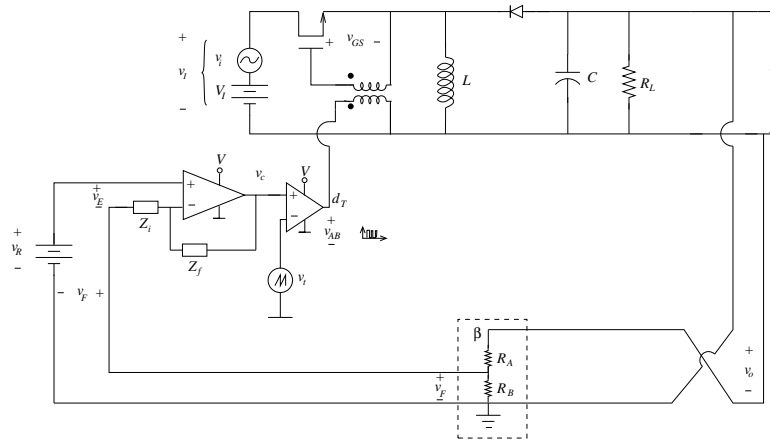 +
v_I
−
v_i
V_I
+ v_GS −
L
C
R_L
V
v_c
V
+
v_E
−
+
−
+
−
d_T
Z_i
+
v_AB
−
+
v_R
−
Z_f
v_t
− v_F +
β
R_A
+
v_F
−
R_B
+
v_o
−